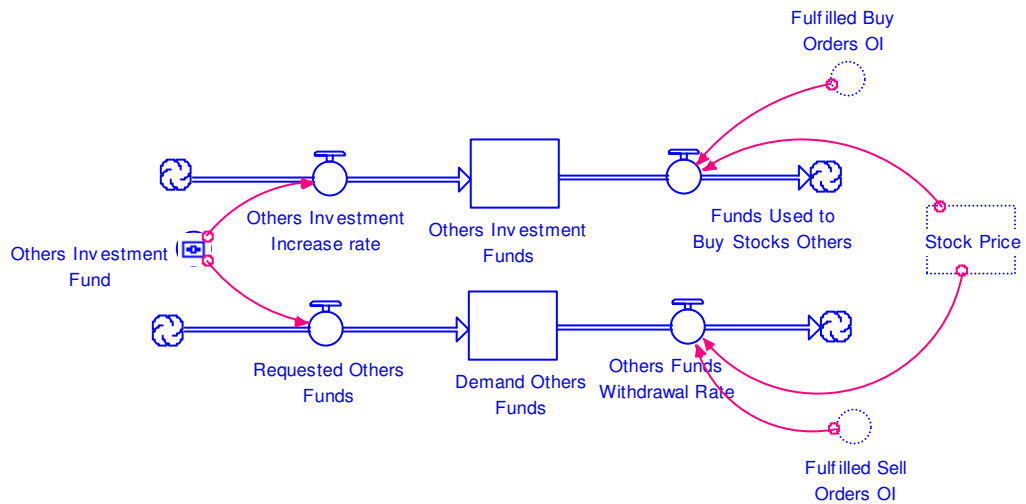 Fulfilled Buy
Orders OI
Others Investment
Increase rate
Others Investment
Funds
Funds Used to
Buy Stocks Others
Stock Price
Others Investment
Fund
Requested Others
Funds
Demand Others
Funds
Others Funds
Withdrawal Rate
Fulfilled Sell
Orders OI